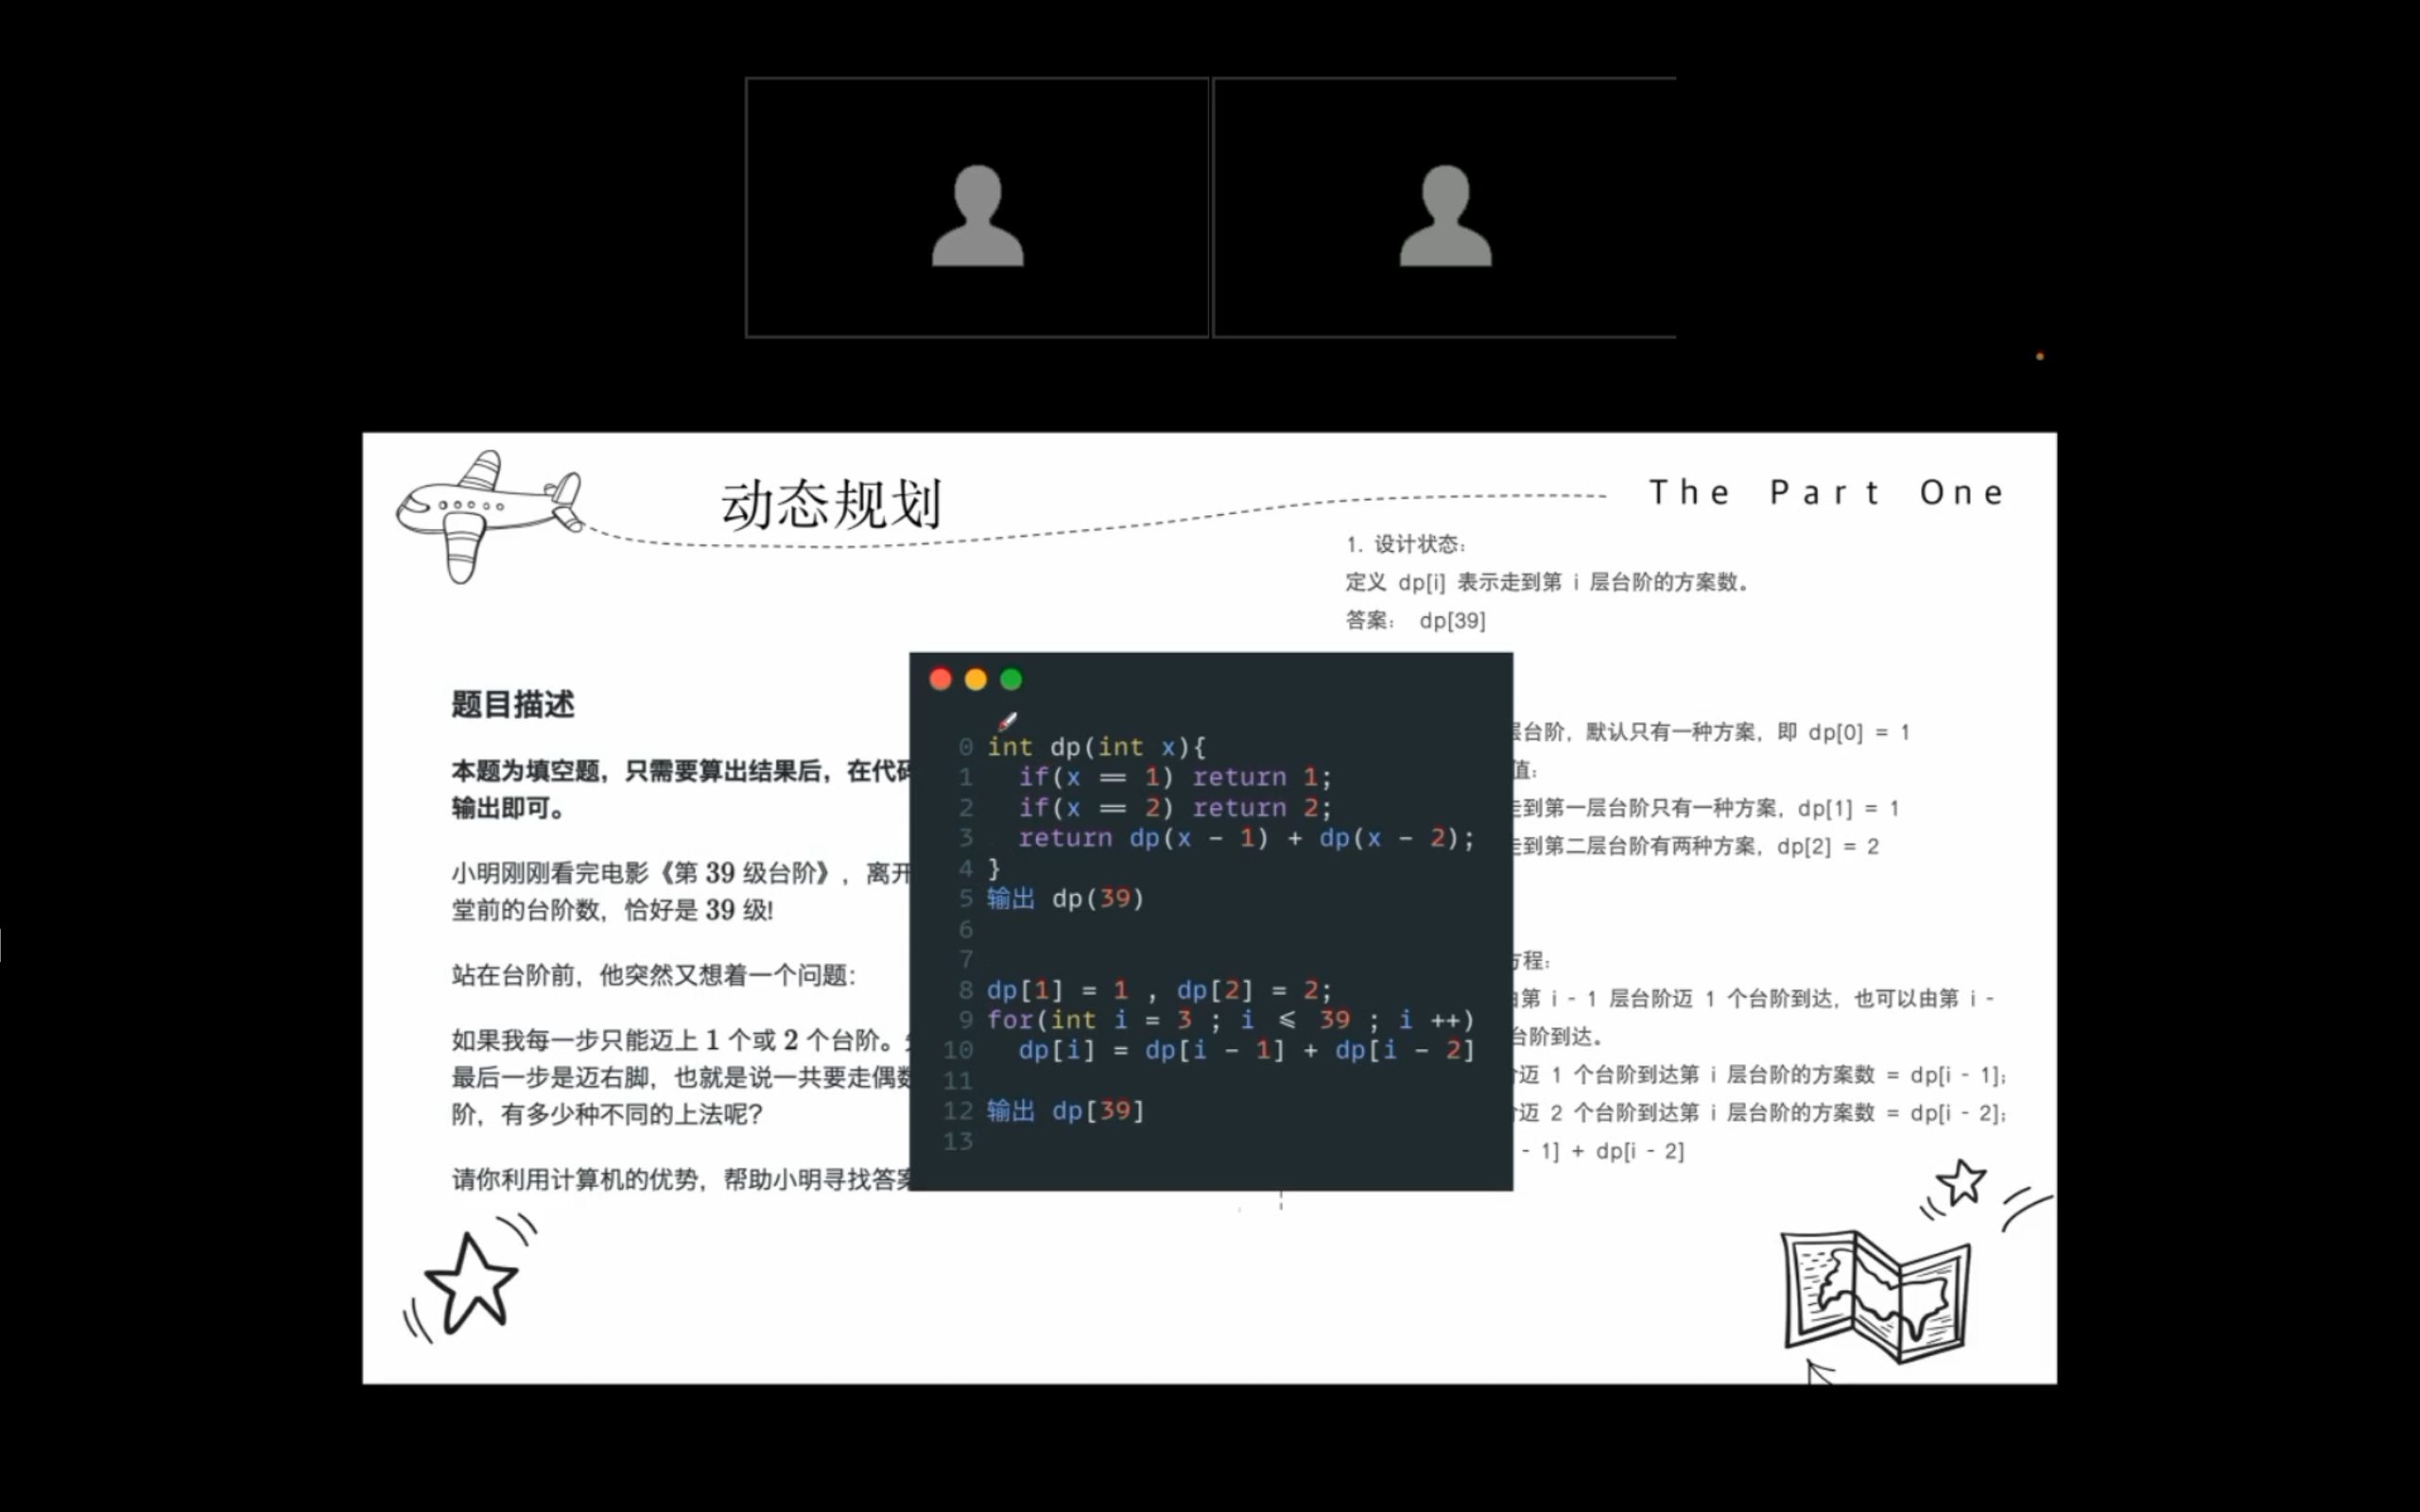 动态规划
The Part One
1. 设计状态：
定义 dp[i] 表示走到第 i 层台阶的方案数。
答案： dp[39]
题目描述
本题为填空题，只需要算出结果后，在代码
输出即可。
小明刚刚看完电影《第 39 级台阶》，离开
堂前的台阶数，恰好是 39 级!
站在台阶前，他突然又想着一个问题：
如果我每一步只能迈上 1 个或 2 个台阶。
最后一步是迈右脚，也就是说一共要走偶数
阶，有多少种不同的上法呢？
请你利用计算机的优势，帮助小明寻找答案
0 int dp(int x){
1 if(x == 1) return 1;
2 if(x == 2) return 2;
3 return dp(x - 1) + dp(x - 2);
4 }
5 输出 dp(39)
6
7
8 dp[1] = 1 , dp[2] = 2;
9 for(int i = 3 ; i <= 39 ; i ++)
10 dp[i] = dp[i - 1] + dp[i - 2]
11
12 输出 dp[39]
13
层台阶，默认只有一种方案，即 dp[0] = 1
值：
走到第一层台阶只有一种方案，dp[1] = 1
走到第二层台阶有两种方案，dp[2] = 2
方程：
由第 i - 1 层台阶迈 1 个台阶到达，也可以由第 i -
台阶到达。
迈 1 个台阶到达第 i 层台阶的方案数 = dp[i - 1];
迈 2 个台阶到达第 i 层台阶的方案数 = dp[i - 2];
- 1] + dp[i - 2]